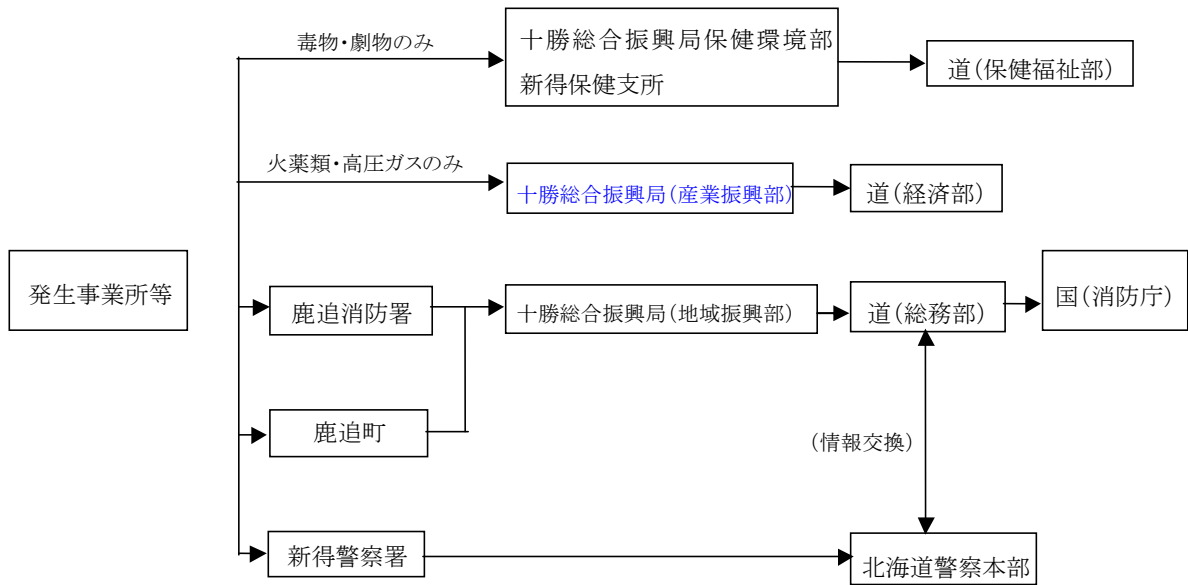 毒物・劇物のみ
十勝総合振興局保健環境部
新得保健支所
道(保健福祉部)
火薬類・高圧ガスのみ
十勝総合振興局(産業振興部)
道(経済部)
発生事業所等
鹿追消防署
十勝総合振興局(地域振興部)
道(総務部)
国(消防庁)
鹿追町
(情報交換)
新得警察署
北海道警察本部